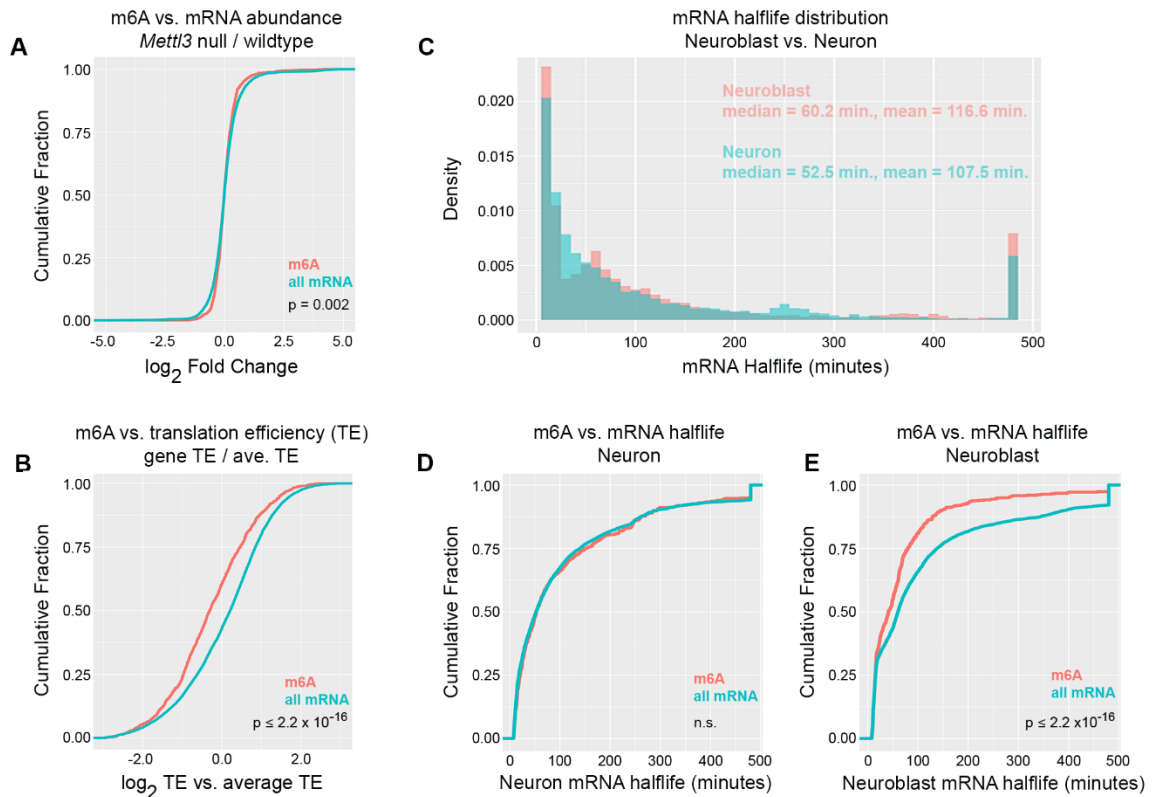 m6A vs. mRNA abundance
Mettl3 null / wildtype
A
1.00
0.75
0.50
0.25
0.00
Cumulative Fraction
m6A
all mRNA
p = 0.002
-5.0
-2.5
0.0
2.5
5.0
log2 Fold Change
mRNA halflife distribution
Neuroblast vs. Neuron
C
0.020
0.015
0.010
0.005
0.000
Density
Neuroblast
median = 60.2 min., mean = 116.6 min.
Neuron
median = 52.5 min., mean = 107.5 min.
0
100
200
300
400
500
mRNA Halflife (minutes)
m6A vs. translation efficiency (TE)
gene TE / ave. TE
B
1.00
0.75
0.50
0.25
0.00
Cumulative Fraction
m6A
all mRNA
p ≤ 2.2 x 10⁻¹⁶
-2.0
0.0
2.0
log2 TE vs. average TE
m6A vs. mRNA halflife
Neuron
D
1.00
0.75
0.50
0.25
0.00
Cumulative Fraction
m6A
all mRNA
n.s.
0
100
200
300
400
500
Neuron mRNA halflife (minutes)
m6A vs. mRNA halflife
Neuroblast
E
1.00
0.75
0.50
0.25
0.00
Cumulative Fraction
m6A
all mRNA
p ≤ 2.2 x10⁻¹⁶
0
100
200
300
400
500
Neuroblast mRNA halflife (minutes)